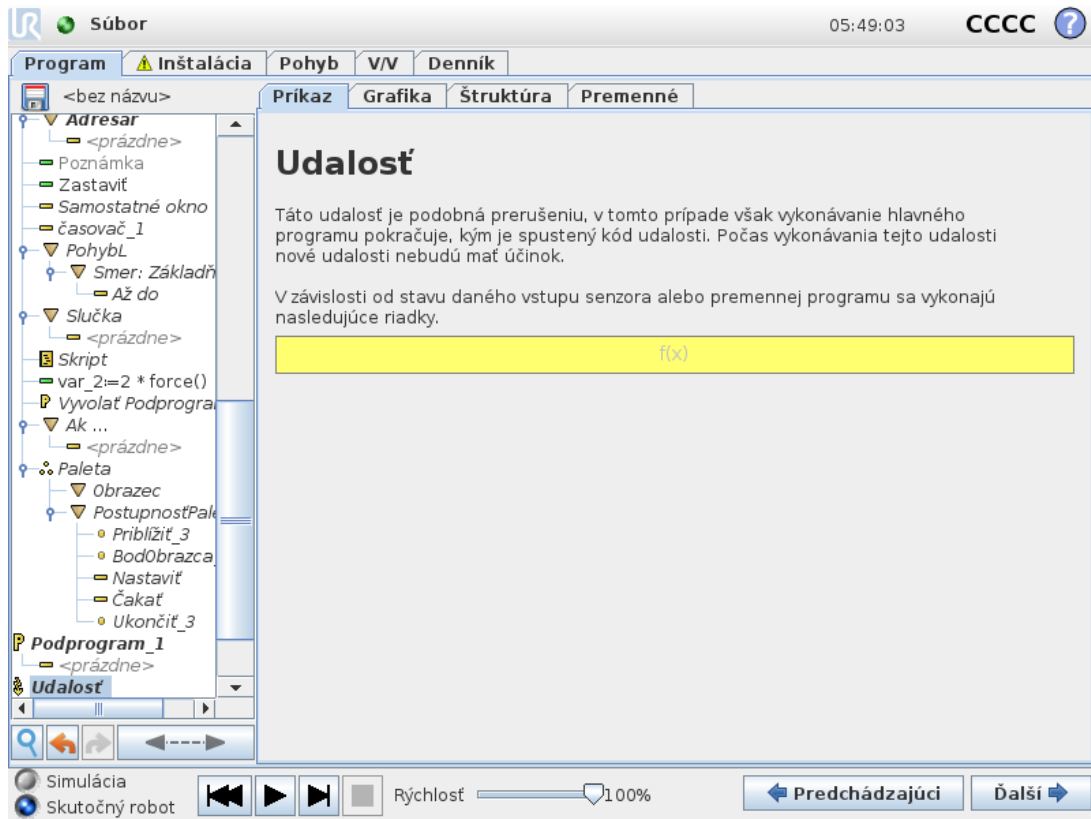 UR Súbor 05:49:03 CCCC ?
Program Inštalácia Pohyb V/V Denník
<bez názvu> Príkaz Grafika Štruktúra Premenné
Adresár
<prázdne>
Poznámka
Zastaviť
Samostatné okno
časovač_1
PohybL
Smer: Základň
Až do
Slučka
<prázdne>
Skript
var_2:=2 * force()
Vyvolať Podprogra
Ak ...
<prázdne>
Paleta
Obrazec
PostupnosťPale
Priblížiť_3
BodObrazca
Nastaviť
Čakať
Ukončiť_3
P Podprogram_1
<prázdne>
Udalosť
Udalosť
Táto udalosť je podobná prerušeniu, v tomto prípade však vykonávanie hlavného
programu pokračuje, kým je spustený kód udalosti. Počas vykonávania tejto udalosti
nové udalosti nebudú mať účinok.
V závislosti od stavu daného vstupu senzora alebo premennej programu sa vykonajú
nasledujúce riadky.
f(x)
Simulácia
Skutočný robot
Rýchlosť 100%
Predchádzajúci Ďalší